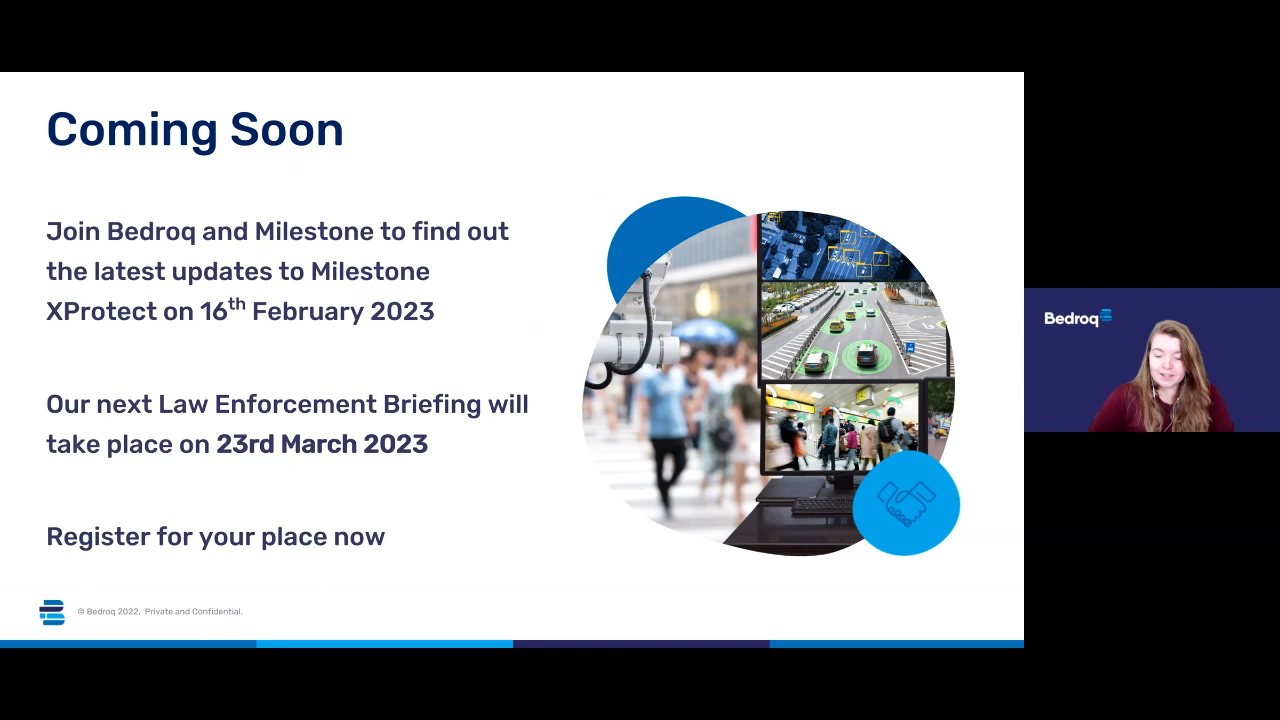 Coming Soon
Join Bedroq and Milestone to find out
the latest updates to Milestone
XProtect on 16th February 2023
Our next Law Enforcement Briefing will
take place on 23rd March 2023
Register for your place now
© Bedroq 2022. Private and Confidential.
Bedroq